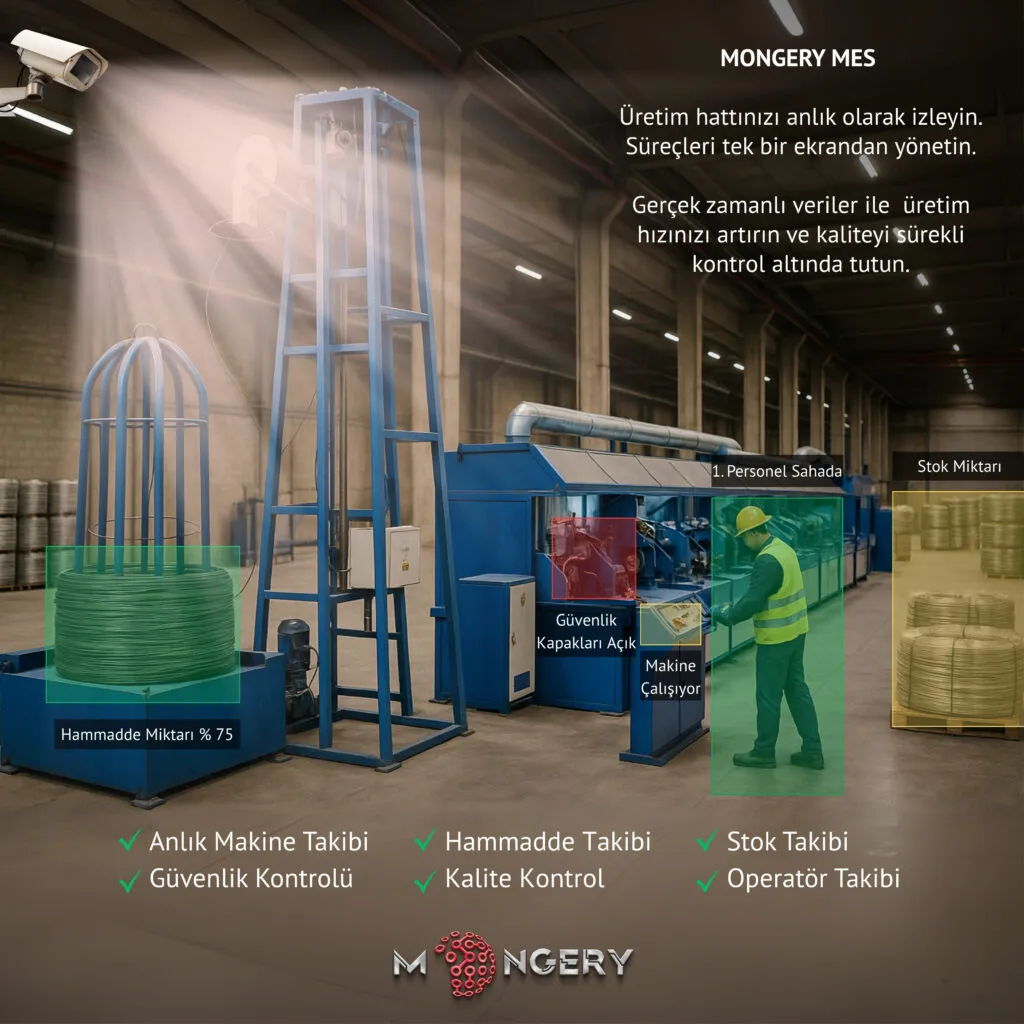 MONGERY MES
Üretim hattınızı anlık olarak izleyin.
Süreçleri tek bir ekrandan yönetin.
Gerçek zamanlı veriler ile üretim
hızınızı artırın ve kaliteyi sürekli
kontrol altında tutun.
1. Personel Sahada
Stok Miktarı
Güvenlik
Kapakları Açık
Makine
Çalışıyor
Hammadde Miktarı % 75
Anlık Makine Takibi
Hammadde Takibi
Stok Takibi
Güvenlik Kontrolü
Kalite Kontrol
Operatör Takibi
MONGERY